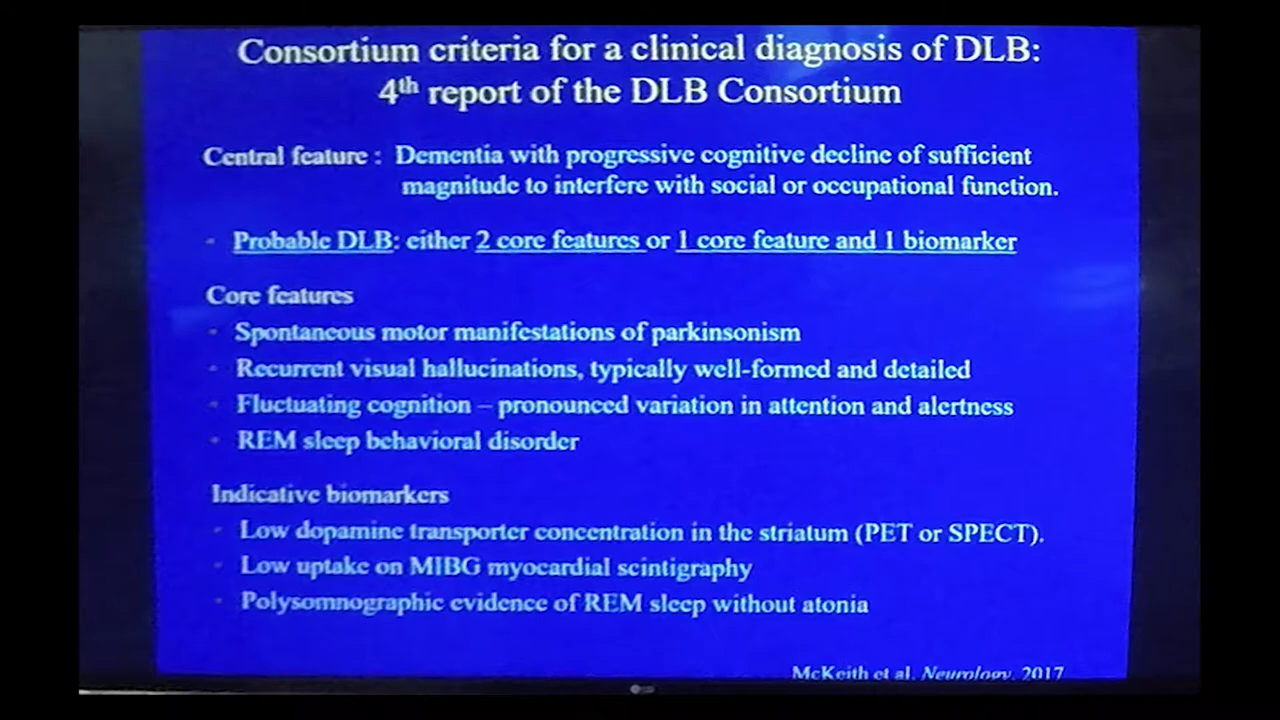 Consortium criteria for a clinical diagnosis of DLB:
4th report of the DLB Consortium
Central feature : Dementia with progressive cognitive decline of sufficient
magnitude to interfere with social or occupational function.
- Probable DLB: either 2 core features or 1 core feature and 1 biomarker
Core features
- Spontaneous motor manifestations of parkinsonism
- Recurrent visual hallucinations, typically well-formed and detailed
- Fluctuating cognition – pronounced variation in attention and alertness
- REM sleep behavioral disorder
Indicative biomarkers
- Low dopamine transporter concentration in the striatum (PET or SPECT).
- Low uptake on MIBG myocardial scintigraphy
- Polysomnographic evidence of REM sleep without atonia
McKeith et al. Neurology. 2017